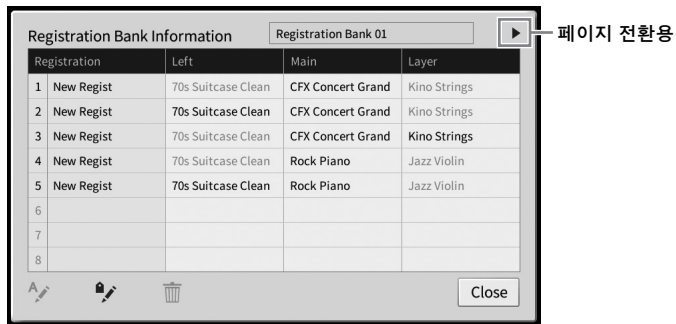 Registration Bank Information Registration Bank 01 ▶ 페이지 전환용
Registration Left Main Layer
1 New Regist 70s Suitcase Clean CFX Concert Grand Kino Strings
2 New Regist 70s Suitcase Clean CFX Concert Grand Kino Strings
3 New Regist 70s Suitcase Clean CFX Concert Grand Kino Strings
4 New Regist 70s Suitcase Clean Rock Piano Jazz Violin
5 New Regist 70s Suitcase Clean Rock Piano Jazz Violin
6
7
8
A Close